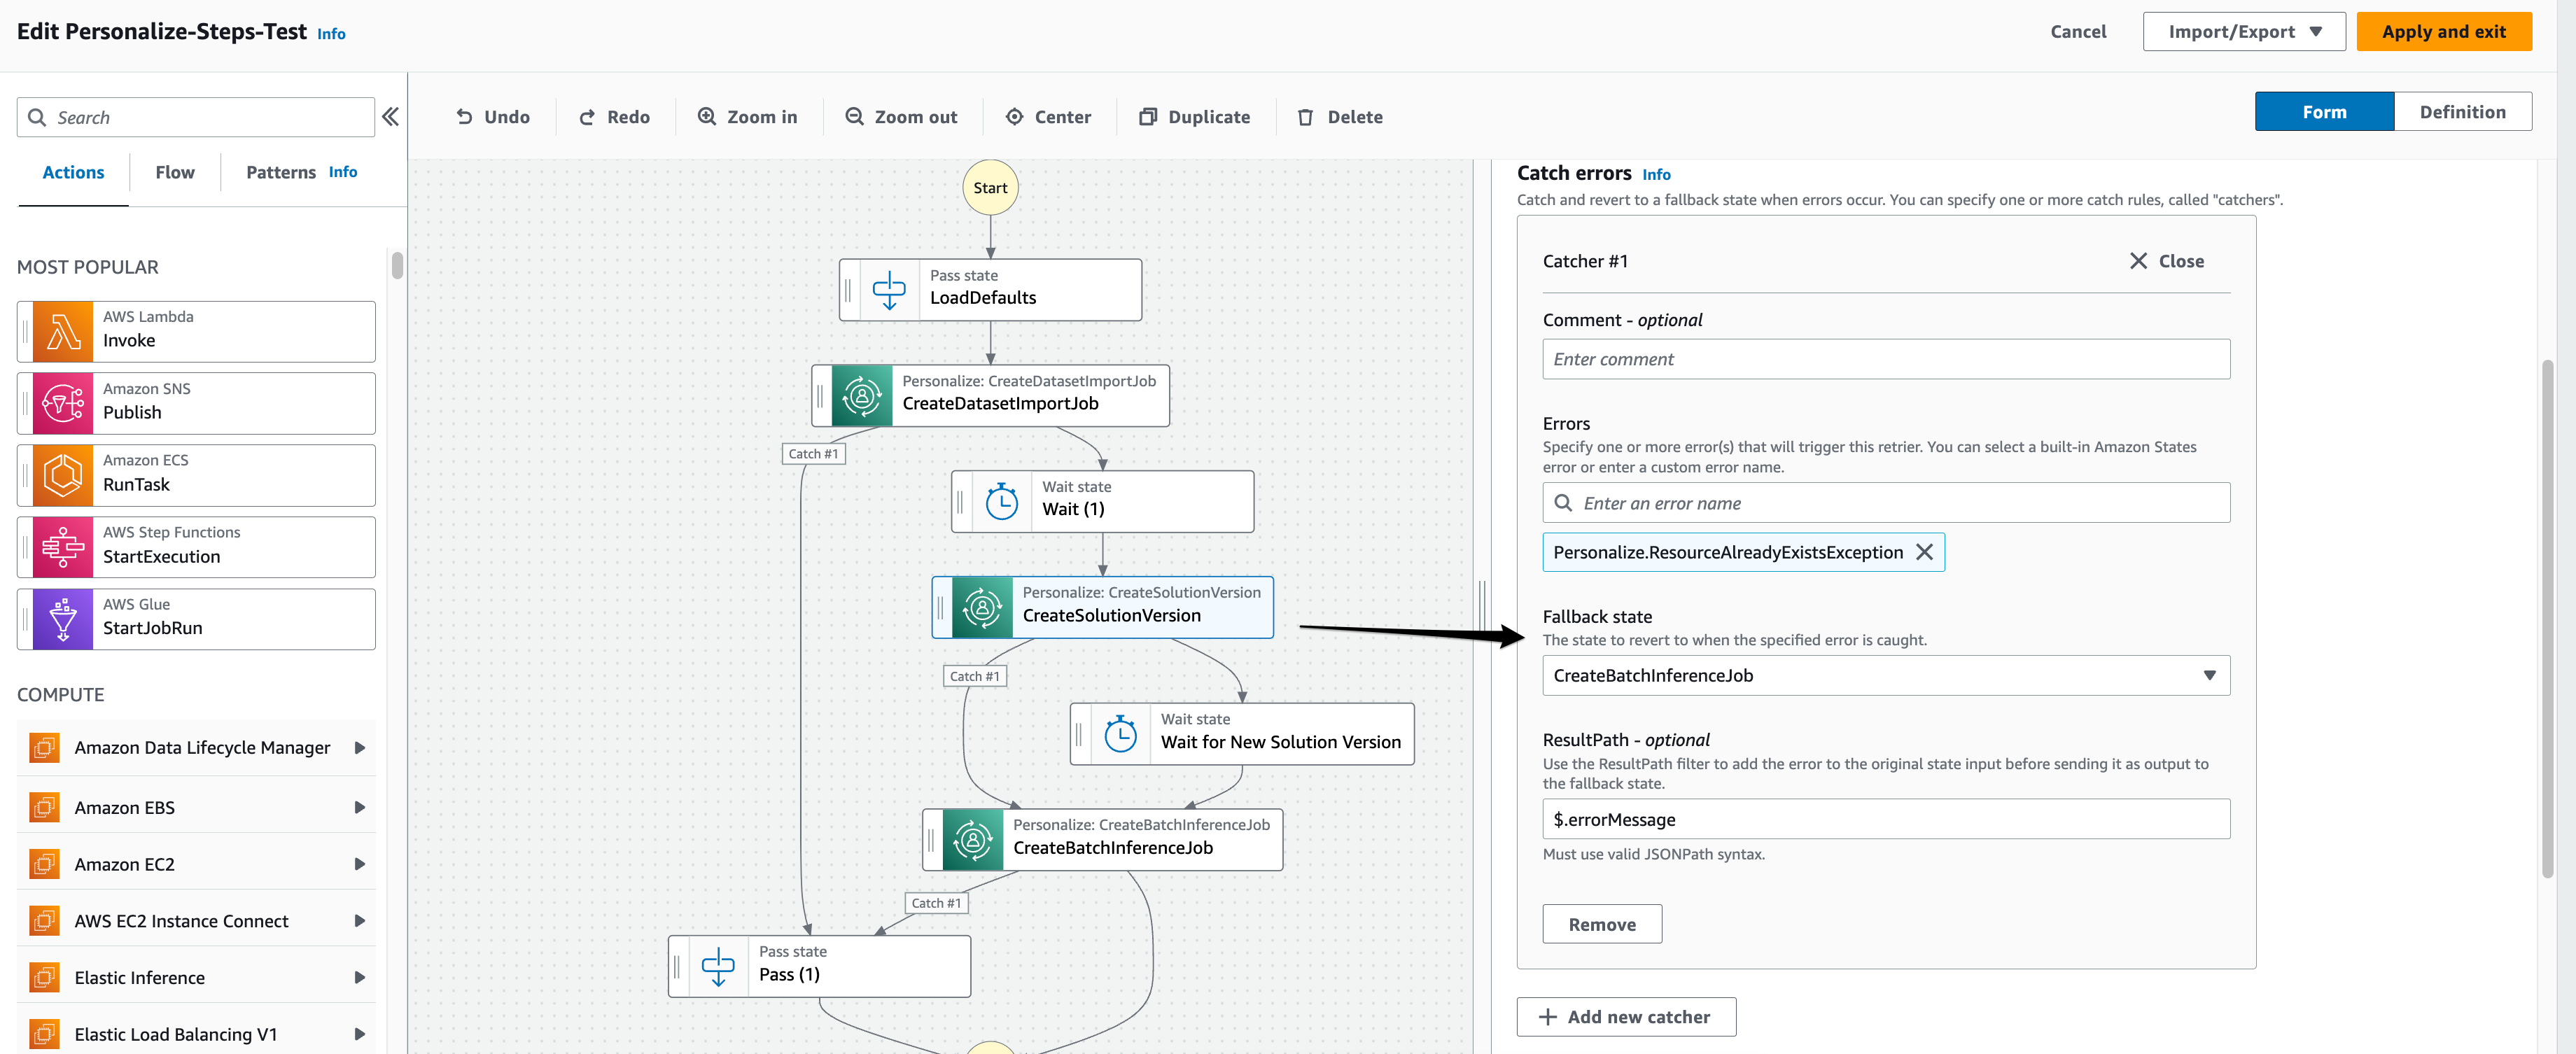 Edit Personalize-Steps-Test Info
Cancel
Import/Export
Apply and exit
Search
Undo
Redo
Zoom in
Zoom out
Center
Duplicate
Delete
Form
Definition
Actions
Flow
Patterns Info
MOST POPULAR
AWS Lambda
Invoke
Amazon SNS
Publish
Amazon ECS
RunTask
AWS Step Functions
StartExecution
AWS Glue
StartJobRun
COMPUTE
Amazon Data Lifecycle Manager
Amazon EBS
Amazon EC2
AWS EC2 Instance Connect
Elastic Inference
Elastic Load Balancing V1
Start
Pass state
LoadDefaults
Personalize: CreateDatasetImportJob
CreateDatasetImportJob
Catch #1
Wait state
Wait (1)
Personalize: CreateSolutionVersion
CreateSolutionVersion
Catch #1
Wait state
Wait for New Solution Version
Personalize: CreateBatchInferenceJob
CreateBatchInferenceJob
Catch #1
Pass state
Pass (1)
Catch errors Info
Catch and revert to a fallback state when errors occur. You can specify one or more catch rules, called "catchers".
Catcher #1
Close
Comment - optional
Enter comment
Errors
Specify one or more error(s) that will trigger this retrier. You can select a built-in Amazon States
error or enter a custom error name.
Enter an error name
Personalize.ResourceAlreadyExistsException
Fallback state
The state to revert to when the specified error is caught.
CreateBatchInferenceJob
ResultPath - optional
Use the ResultPath filter to add the error to the original state input before sending it as output to
the fallback state.
$.errorMessage
Must use valid JSONPath syntax.
Remove
Add new catcher